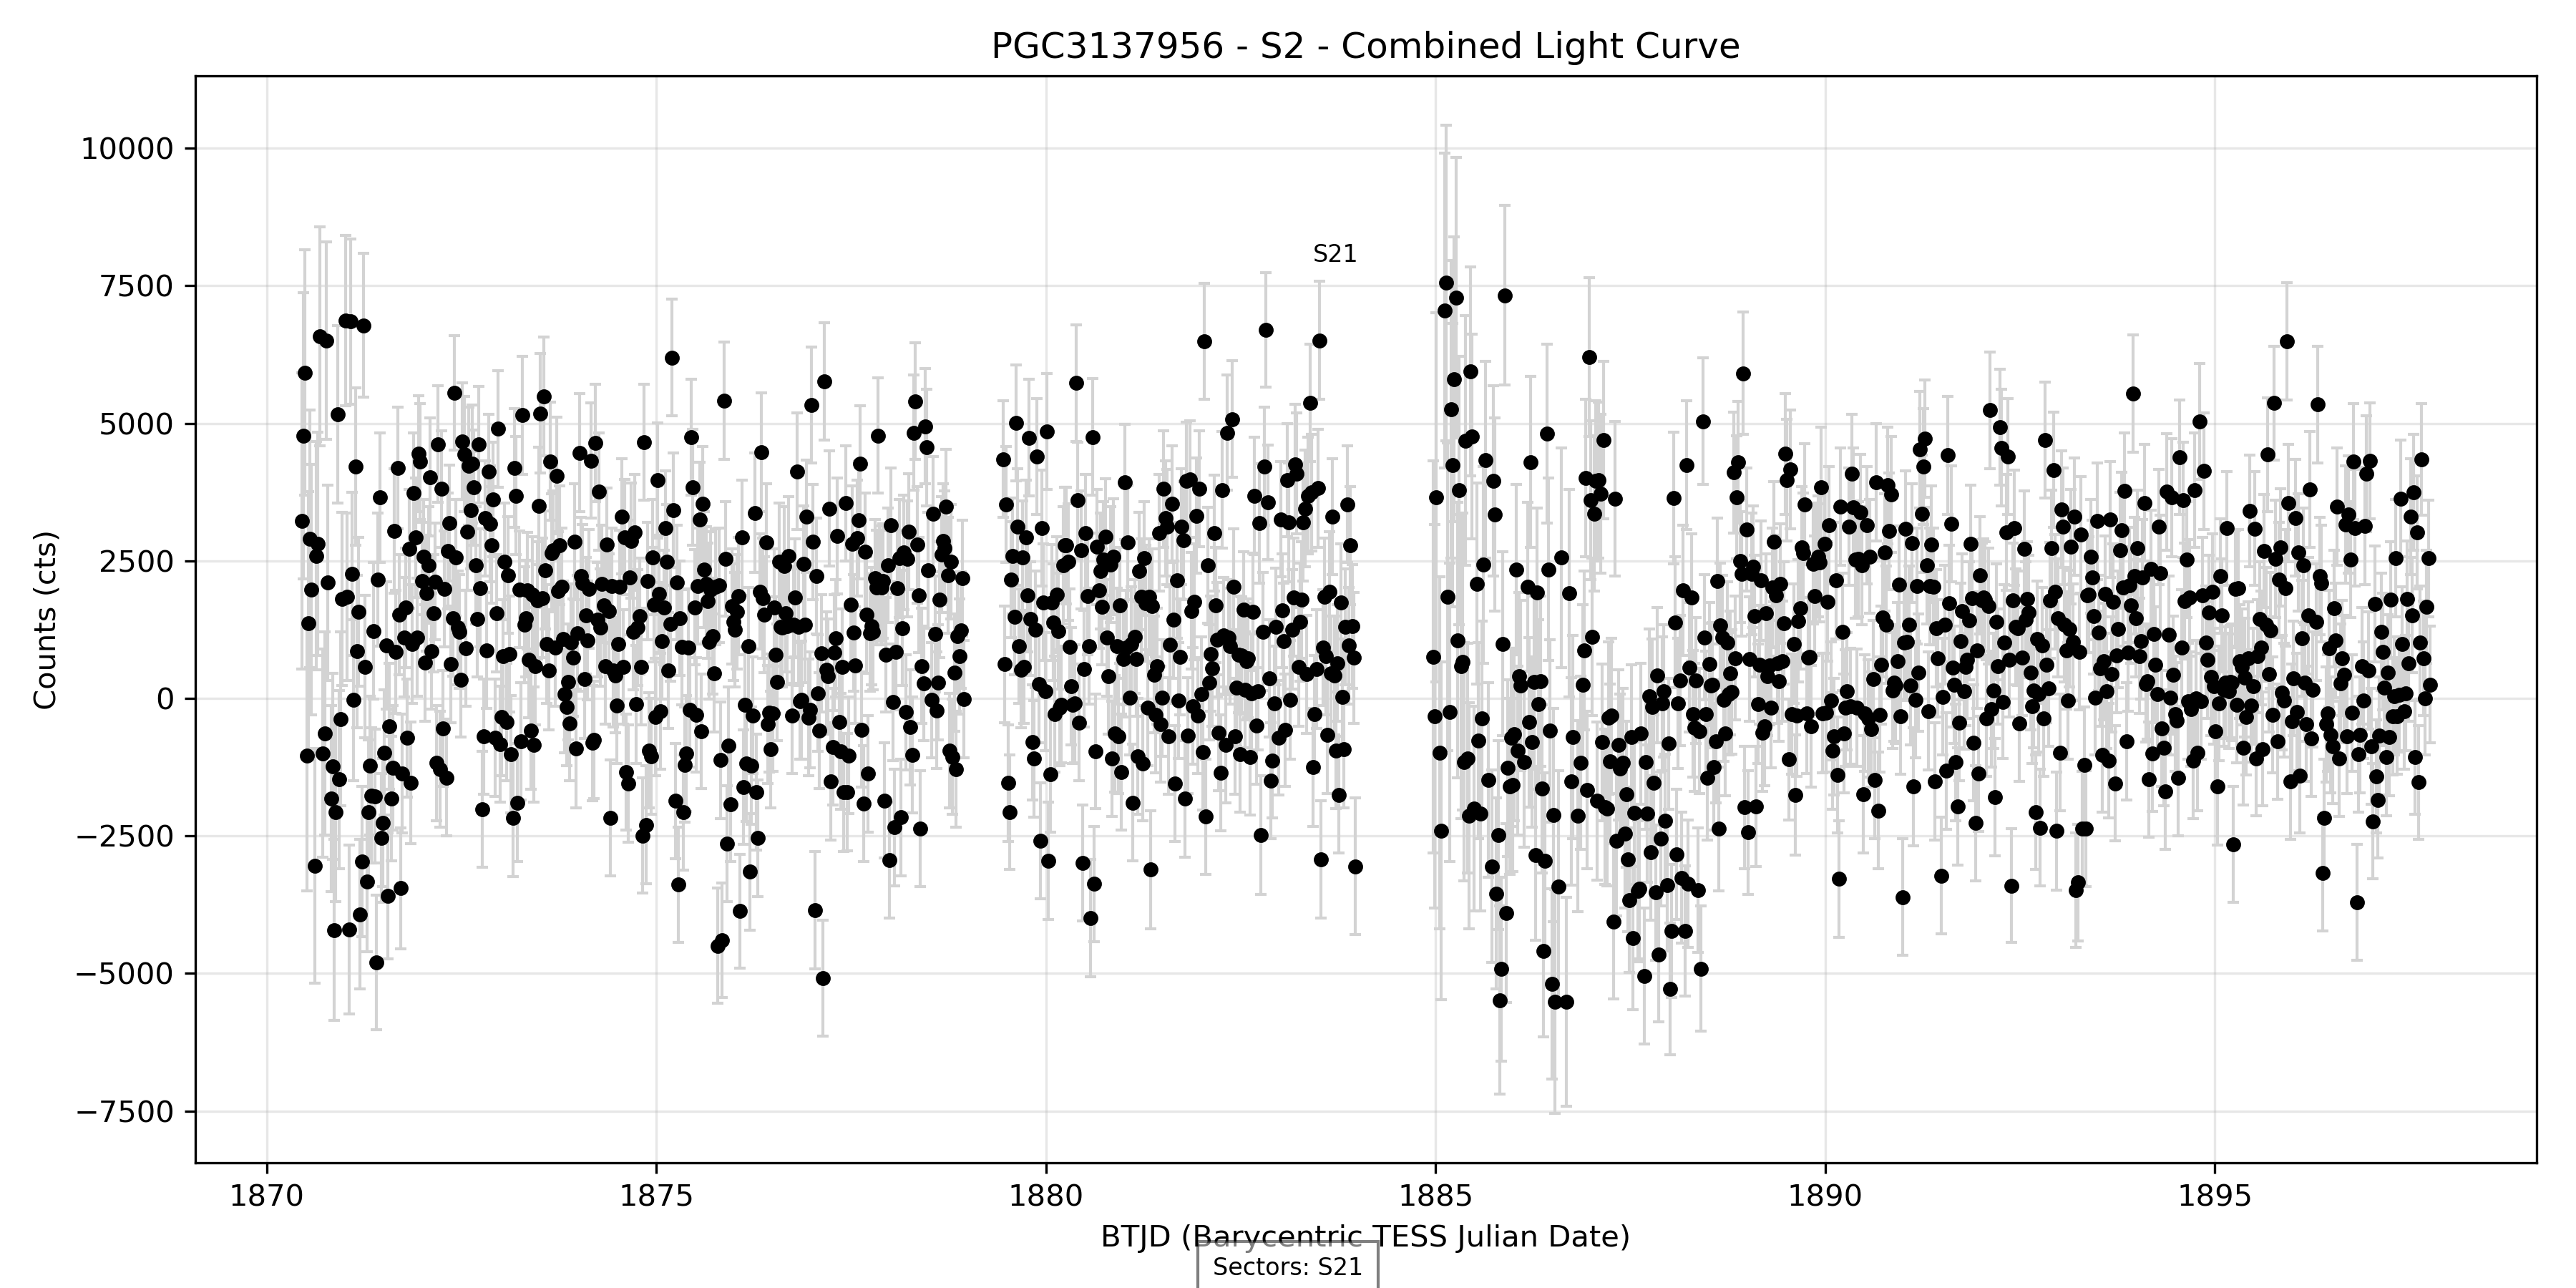 PGC3137956 - S2 - Combined Light Curve
10000
7500
5000
2500
0
−2500
−5000
−7500
Counts (cts)
S21
1870
1875
1880
1885
1890
1895
BTJD (Barycentric TESS Julian Date)
Sectors: S21